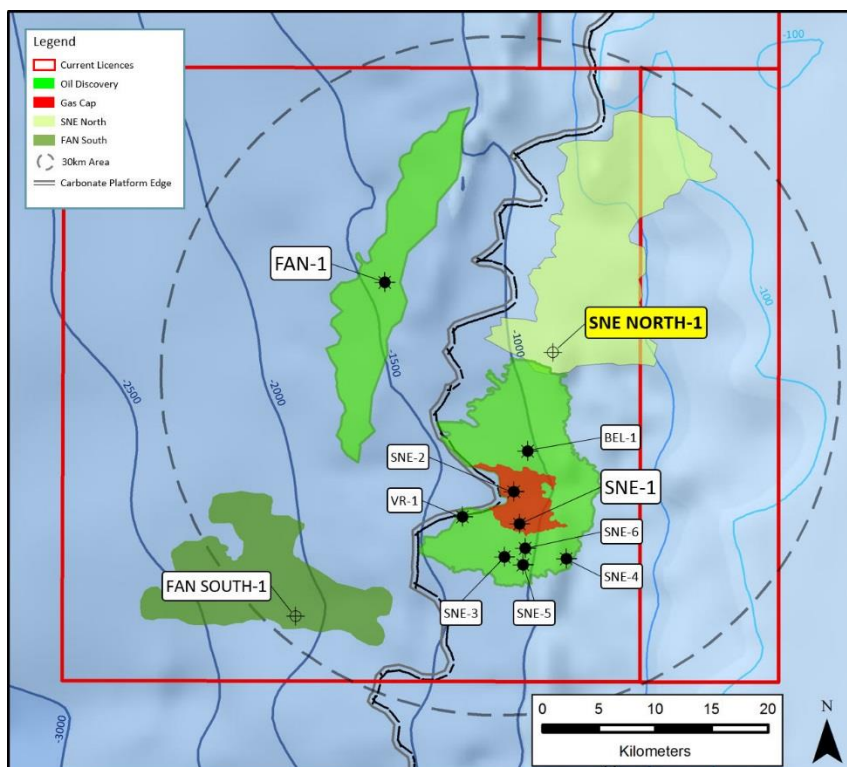 Legend
Current Licences
Oil Discovery
Gas Cap
SNE North
FAN South
30km Area
Carbonate Platform Edge
-100
FAN-1
SNE NORTH-1
-100
-1000
-1500
-2000
-2500
BEL-1
SNE-2
SNE-1
VR-1
SNE-6
FAN SOUTH-1
SNE-4
SNE-3
SNE-5
-3000
0 5 10 15 20
Kilometers
N